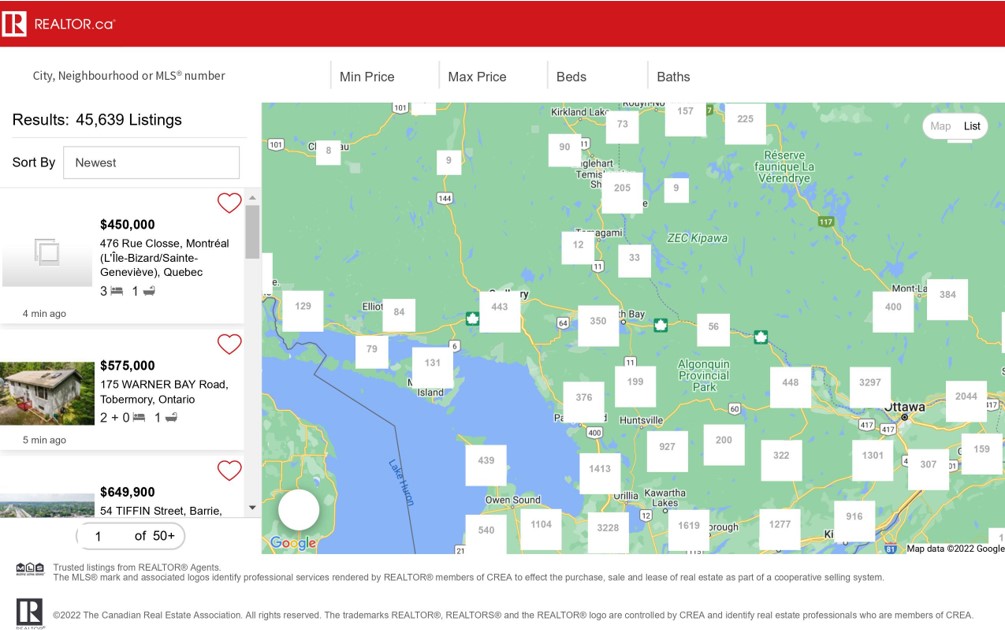 REALTOR.ca®
City, Neighbourhood or MLS® number
Min Price
Max Price
Beds
Baths
Results: 45,639 Listings
Sort By
Newest
$450,000
476 Rue Closse, Montréal
(L'Île-Bizard/Sainte-
Geneviève), Quebec
3
1
4 min ago
$575,000
175 WARNER BAY Road,
Tobermory, Ontario
2 + 0
1
5 min ago
$649,900
54 TIFFIN Street, Barrie,
1
of 50+
Map
List
101
Kirkland Lake
157
7
225
73
101
8
90
11
9
Réserve
faunique La
Vérendrye
205
9
144
117
12
ZEC Kipawa
33
11
384
129
84
443
400
64
350
56
79
6
131
Island
11
199
Algonquin
Provincial
Park
448
3297
2044
376
60
Ottawa
417
417
417
400
Huntsville
927
200
322
1301
307
159
439
1413
Lake Huron
Owen Sound
Orillia
Kawartha
Lakes
12
540
1104
3228
1619
1277
916
21
81
Google
Map data ©2022 Google
Trusted listings from REALTOR® Agents.
The MLS® mark and associated logos identify professional services rendered by REALTOR® members of CREA to effect the purchase, sale and lease of real estate as part of a cooperative selling system.
R
REALTOR®
©2022 The Canadian Real Estate Association. All rights reserved. The trademarks REALTOR®, REALTORS® and the REALTOR® logo are controlled by CREA and identify real estate professionals who are members of CREA.